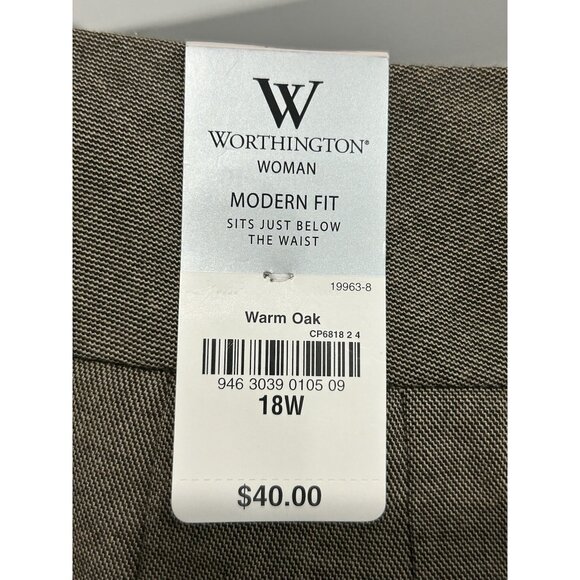 W
WORTHINGTON®
WOMAN
MODERN FIT
SITS JUST BELOW
THE WAIST
19963-8
Warm Oak
CP6818 2 4
946 3039 0105 09
18W
$40.00